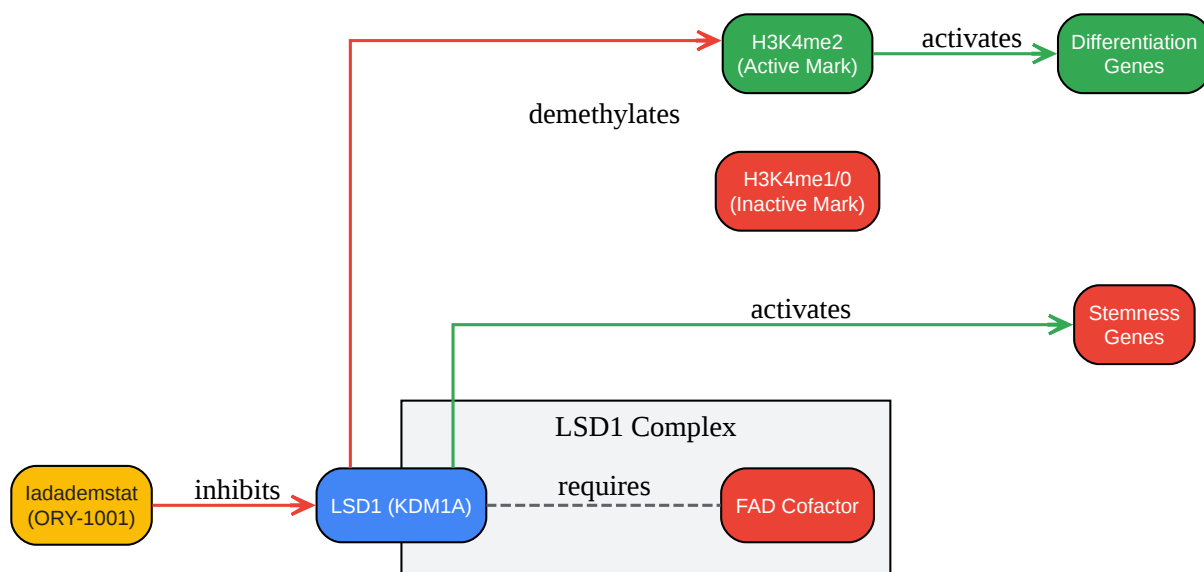 H3K4me2
(Active Mark)
activates
Differentiation
Genes
demethylates
H3K4me1/0
(Inactive Mark)
activates
Stemness
Genes
LSD1 Complex
Iadademstat
(ORY-1001)
inhibits
LSD1 (KDM1A)
requires
FAD Cofactor